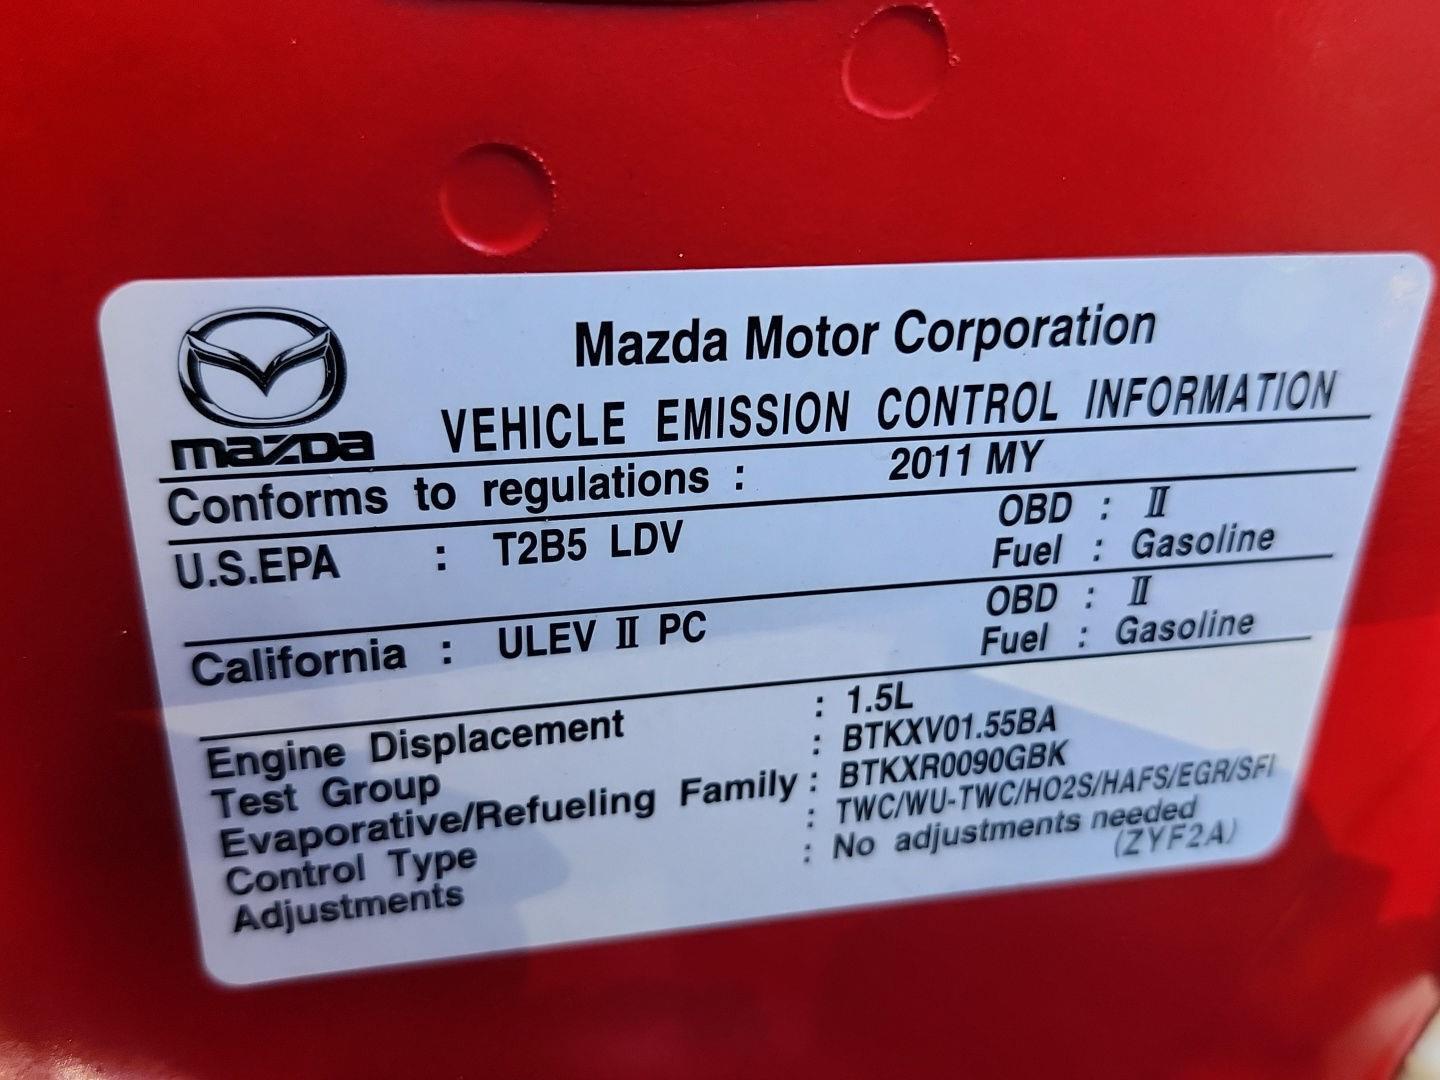 mazda
Mazda Motor Corporation
VEHICLE EMISSION CONTROL INFORMATION
Conforms to regulations : 2011 MY
U.S.EPA : T2B5 LDV OBD : II
Fuel : Gasoline
California : ULEV II PC OBD : II
Fuel : Gasoline
Engine Displacement : 1.5L
Test Group : BTKXV01.55BA
Evaporative/Refueling Family : BTKXR0090GBK
Control Type : TWC/WU-TWC/HO2S/HAFS/EGR/SFI
Adjustments : No adjustments needed
(ZYF2A)